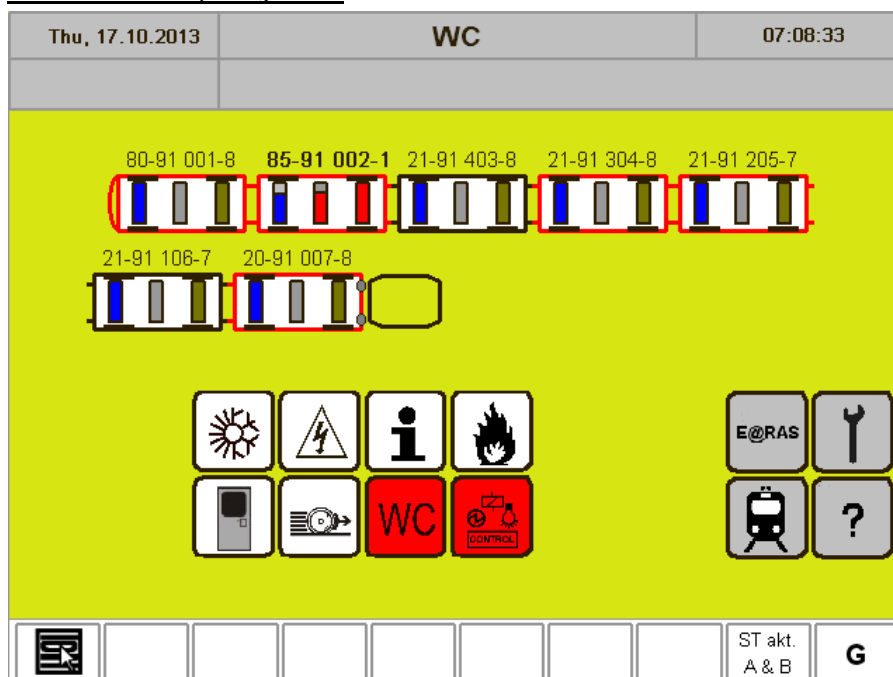 Thu, 17.10.2013 WC 07:08:33
80-91 001-8 85-91 002-1 21-91 403-8 21-91 304-8 21-91 205-7
21-91 106-7 20-91 007-8
E@RAS
WC CONTROL ?
ST akt.
A & B
G